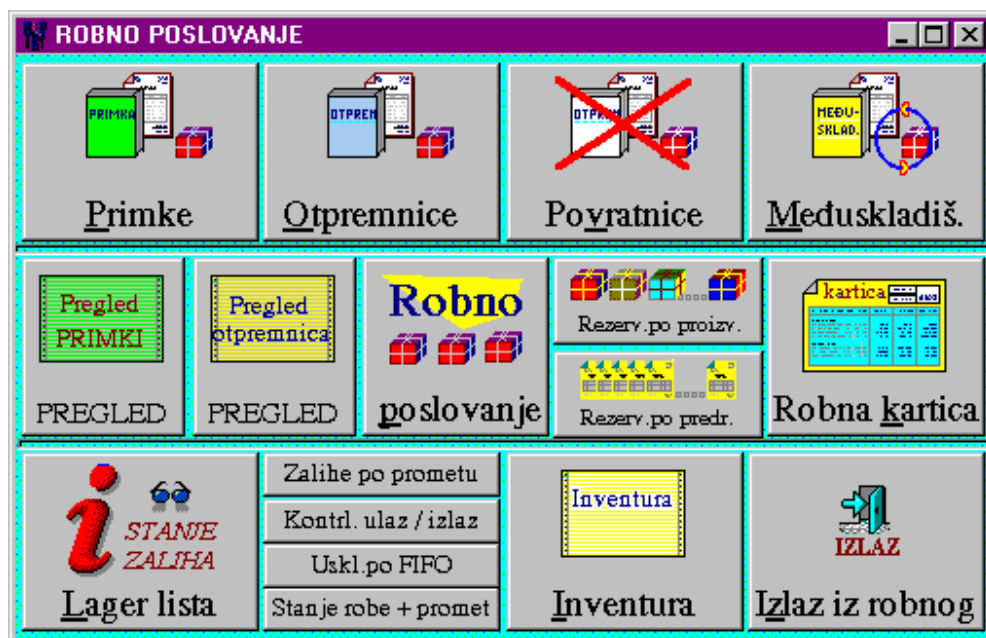 ROBNO POSLOVANJE
PRIMKA
OTPREM
OTPREM
MEĐU-
SKLAD.
Primke
Otpremnice
Povratnice
Međuskladiš.
Pregled
PRIMKI
PREGLED
Pregled
otpremnica
PREGLED
Robno
poslovanje
Rezerv.po proizv.
Rezerv.po predr.
kartica
Robna kartica
STANJE
ZALIHA
Lager lista
Zalihe po prometu
Kontrl. ulaz / izlaz
Uskl.po FIFO
Stanje robe + promet
Inventura
Inventura
IZLAZ
Izlaz iz robnog